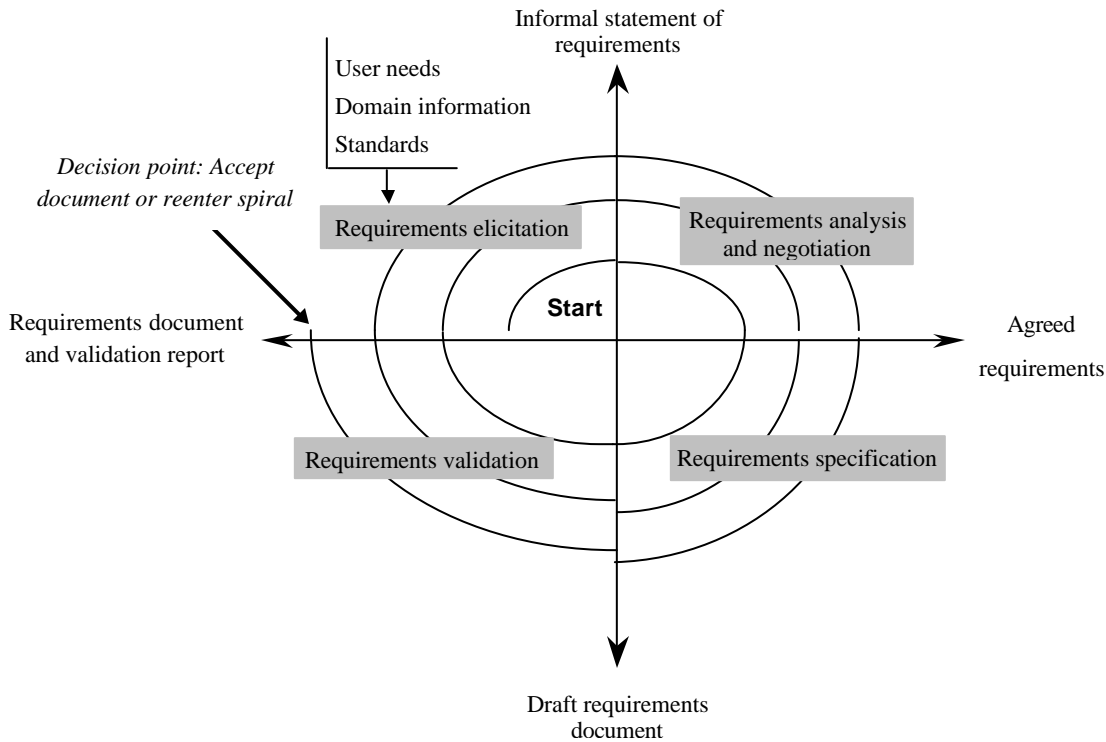 Informal statement of
requirements
User needs
Domain information
Standards
Decision point: Accept
document or reenter spiral
Requirements elicitation
Requirements analysis
and negotiation
Start
Requirements document
and validation report
Agreed
requirements
Requirements validation
Requirements specification
Draft requirements
document